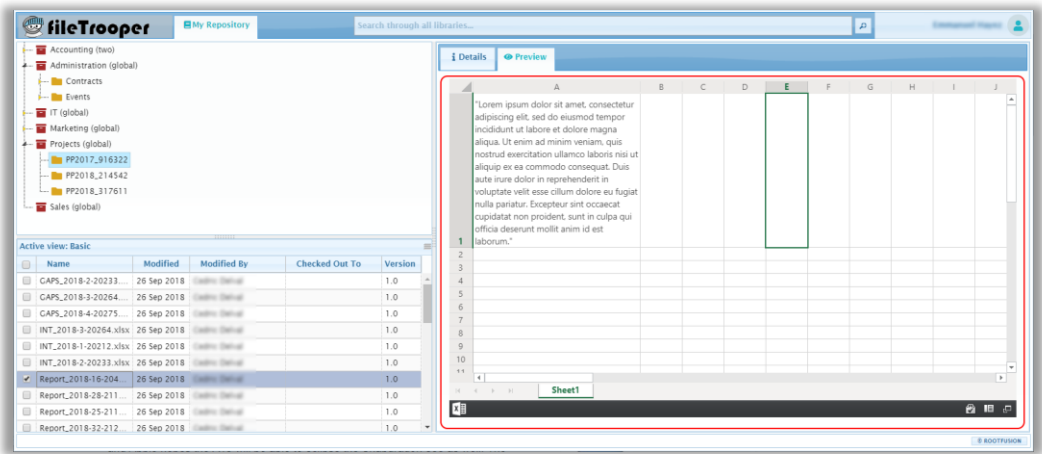 fileTrooper
My Repository
Search through all libraries...
Accounting (two)
Administration (global)
Contracts
Events
IT (global)
Marketing (global)
Projects (global)
PP2017_916322
PP2018_214542
PP2018_317611
Sales (global)
Active view: Basic
Name Modified Modified By Checked Out To Version
GAPS_2018-2-20233.... 26 Sep 2018 1.0
GAPS_2018-3-20264.... 26 Sep 2018 1.0
GAPS_2018-4-20275.... 26 Sep 2018 1.0
INT_2018-3-20264.xlsx 26 Sep 2018 1.0
INT_2018-1-20212.xlsx 26 Sep 2018 1.0
INT_2018-2-20233.xlsx 26 Sep 2018 1.0
Report_2018-16-204... 26 Sep 2018 1.0
Report_2018-28-211... 26 Sep 2018 1.0
Report_2018-25-211... 26 Sep 2018 1.0
Report_2018-32-212... 26 Sep 2018 1.0
Details Preview
A B C D E F G H I J
"Lorem ipsum dolor sit amet, consectetur
adipiscing elit, sed do eiusmod tempor
incididunt ut labore et dolore magna
aliqua. Ut enim ad minim veniam, quis
nostrud exercitation ullamco laboris nisi ut
aliquip ex ea commodo consequat. Duis
aute irure dolor in reprehenderit in
voluptate velit esse cillum dolore eu fugiat
nulla pariatur. Excepteur sint occaecat
cupidatat non proident, sunt in culpa qui
officia deserunt mollit anim id est
1 laborum."
2
3
4
5
6
7
8
9
10
11
Sheet1
ROOTFUSION